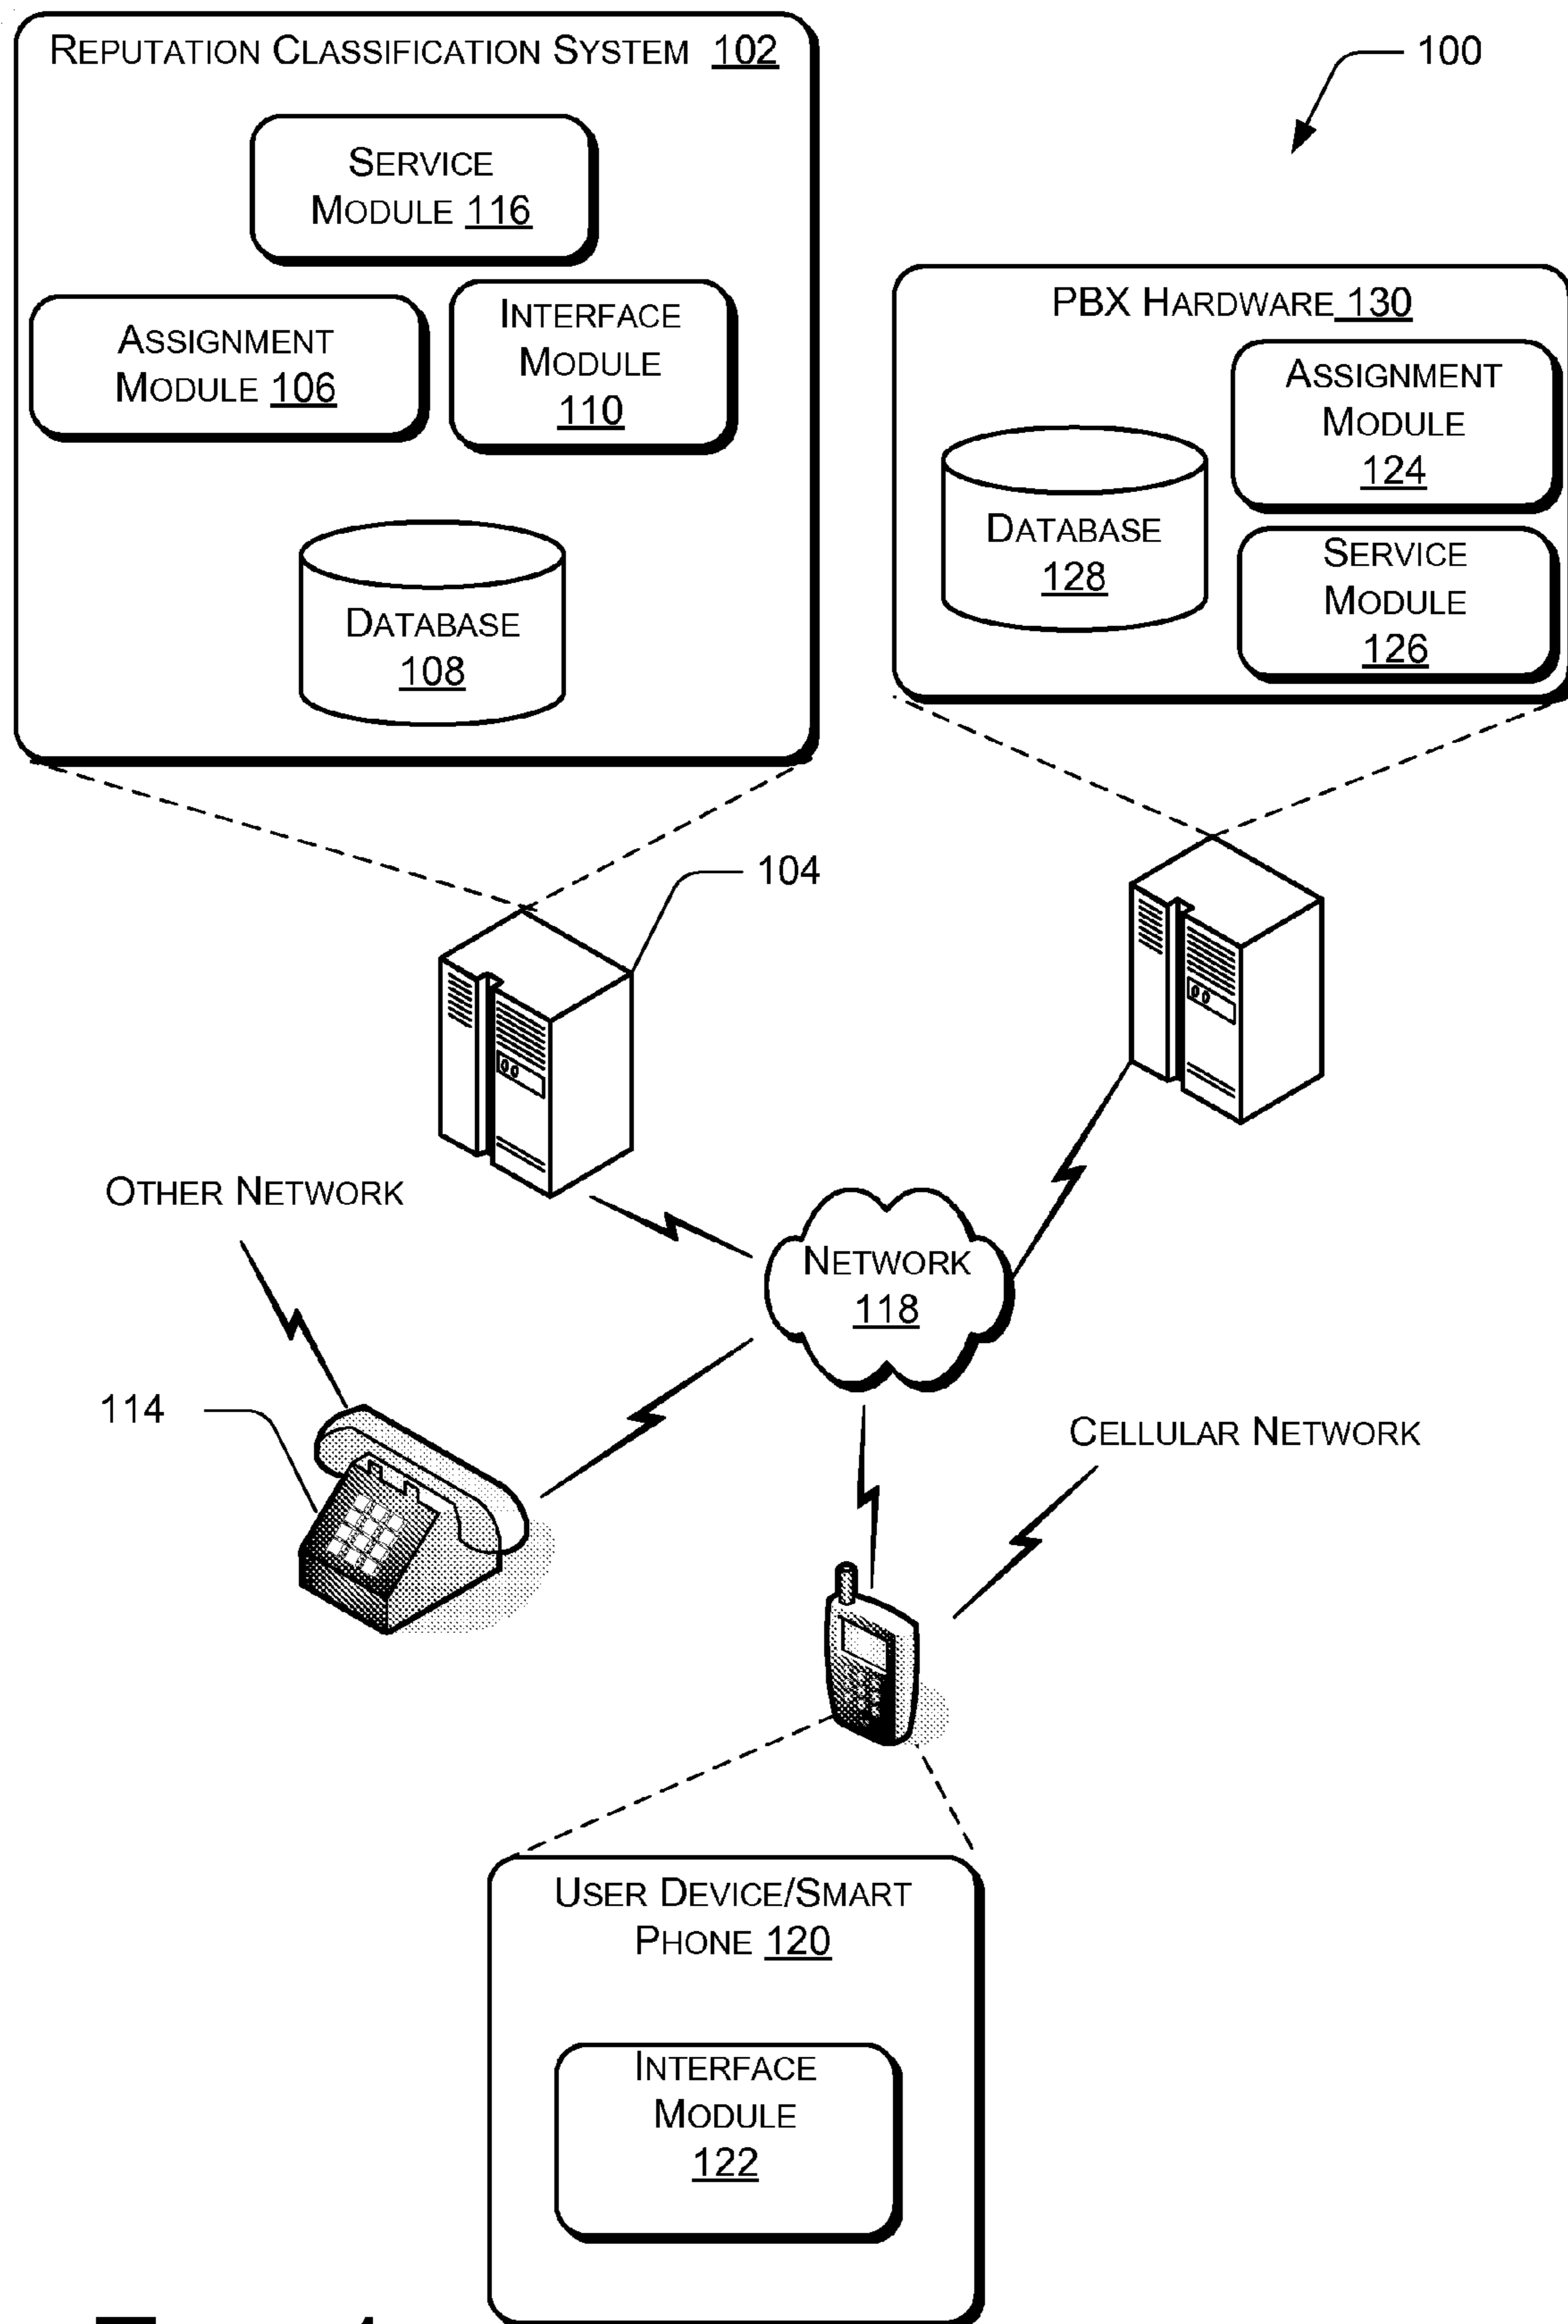 REPUTATION CLASSIFICATION SYSTEM 102
100
SERVICE
MODULE 116
ASSIGNMENT
MODULE 106
INTERFACE
MODULE
110
DATABASE
108
PBX HARDWARE 130
ASSIGNMENT
MODULE
124
DATABASE
128
SERVICE
MODULE
126
104
OTHER NETWORK
NETWORK
118
114
CELLULAR NETWORK
USER DEVICE/SMART
PHONE 120
INTERFACE
MODULE
122